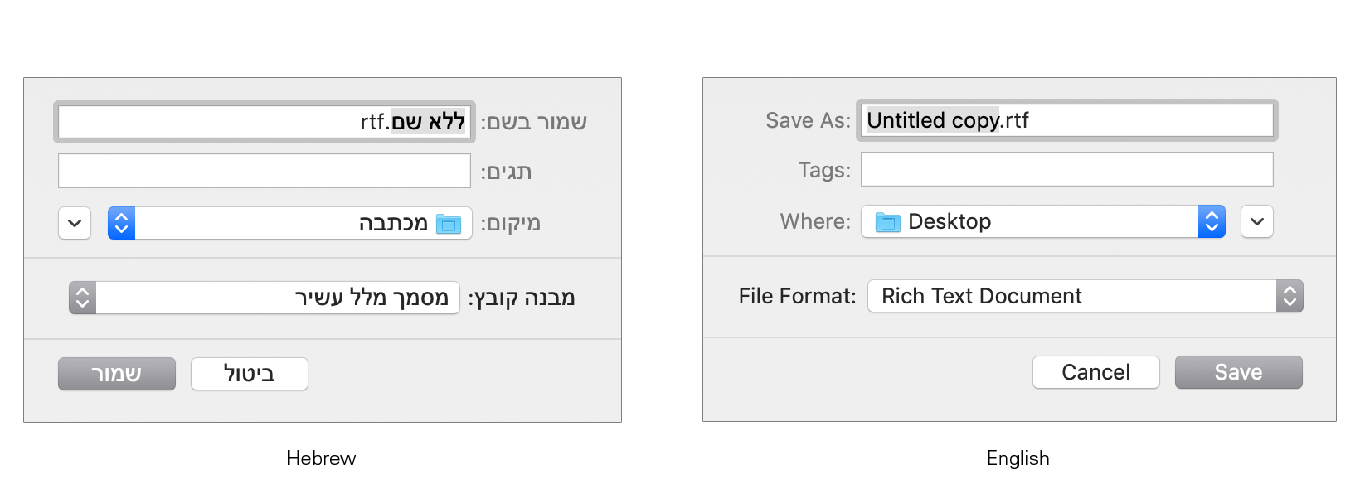 שמור בשם: ללא שם.rtf
תגים:
מיקום: מכתבה
מבנה קובץ: מסמך מלל עשיר
ביטול שמור
Hebrew
Save As: Untitled copy.rtf
Tags:
Where: Desktop
File Format: Rich Text Document
Cancel Save
English